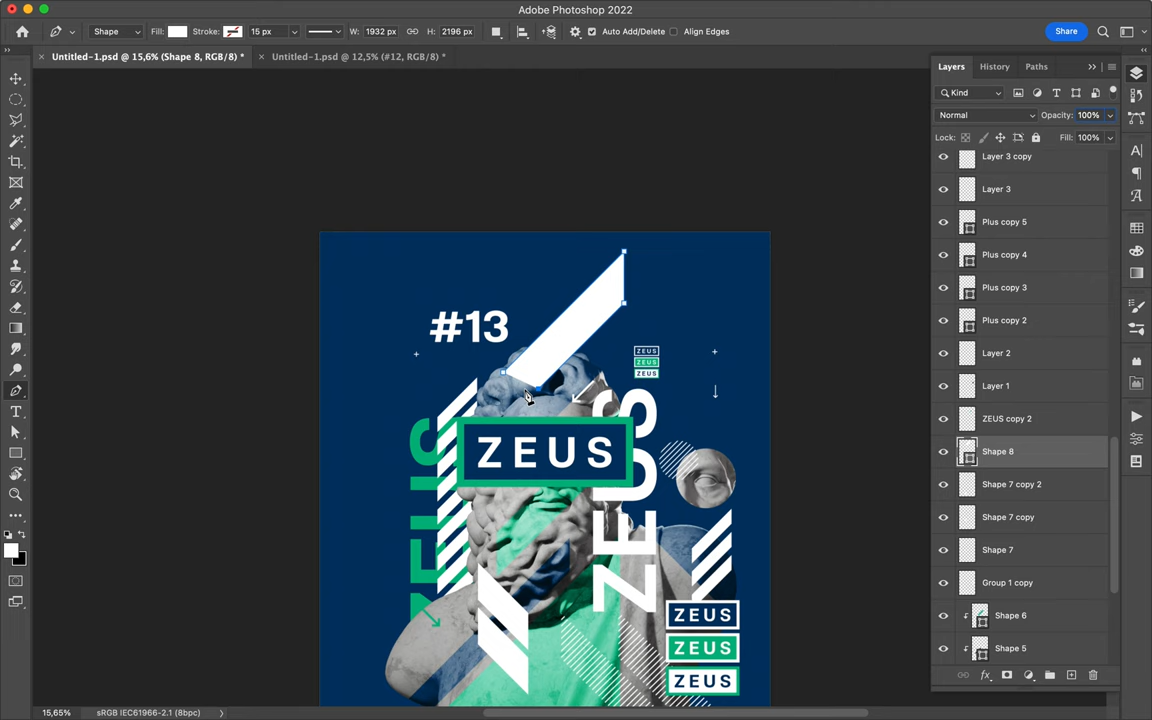 Adobe Photoshop 2022
Shape
Fill:
Stroke:
15 px
W: 1932 px
H: 2196 px
Auto Add/Delete
Align Edges
Share
Untitled-1.psd @ 15,6% (Shape 8, RGB/8) *
Untitled-1.psd @ 12,5% (#12, RGB/8) *
Layers
History
Paths
Kind
Normal
Opacity: 100%
Lock:
Fill: 100%
Layer 3 copy
Layer 3
Plus copy 5
Plus copy 4
Plus copy 3
Plus copy 2
Layer 2
Layer 1
ZEUS copy 2
Shape 8
Shape 7 copy 2
Shape 7 copy
Shape 7
Group 1 copy
Shape 6
Shape 5
#13
ZEUS
ZEUS
ZEUS
ZEUS
ZEUS
ZEUS
ZEUS
ZEUS
ZEUS
15,65%
sRGB IEC61966-2.1 (8bpc)